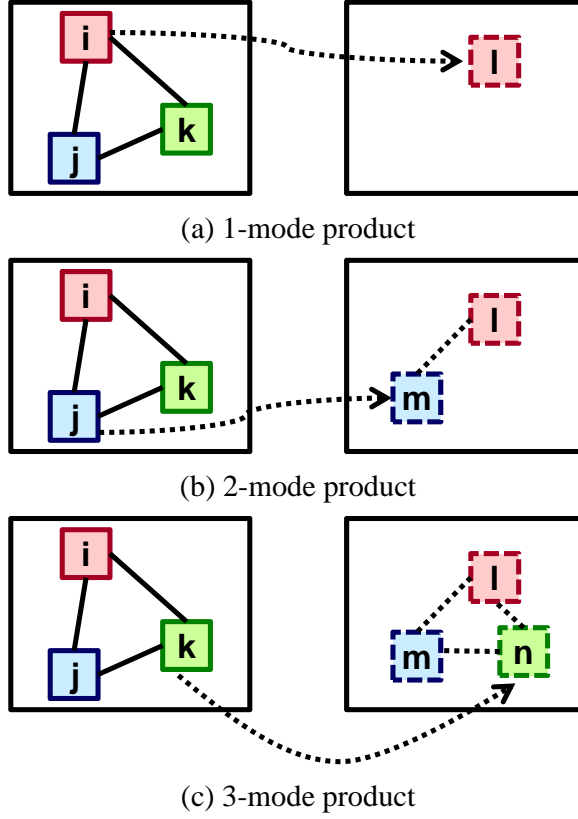 i
l
k
j
(a) 1-mode product
i
l
k
j
m
(b) 2-mode product
i
l
k
j
m
n
(c) 3-mode product